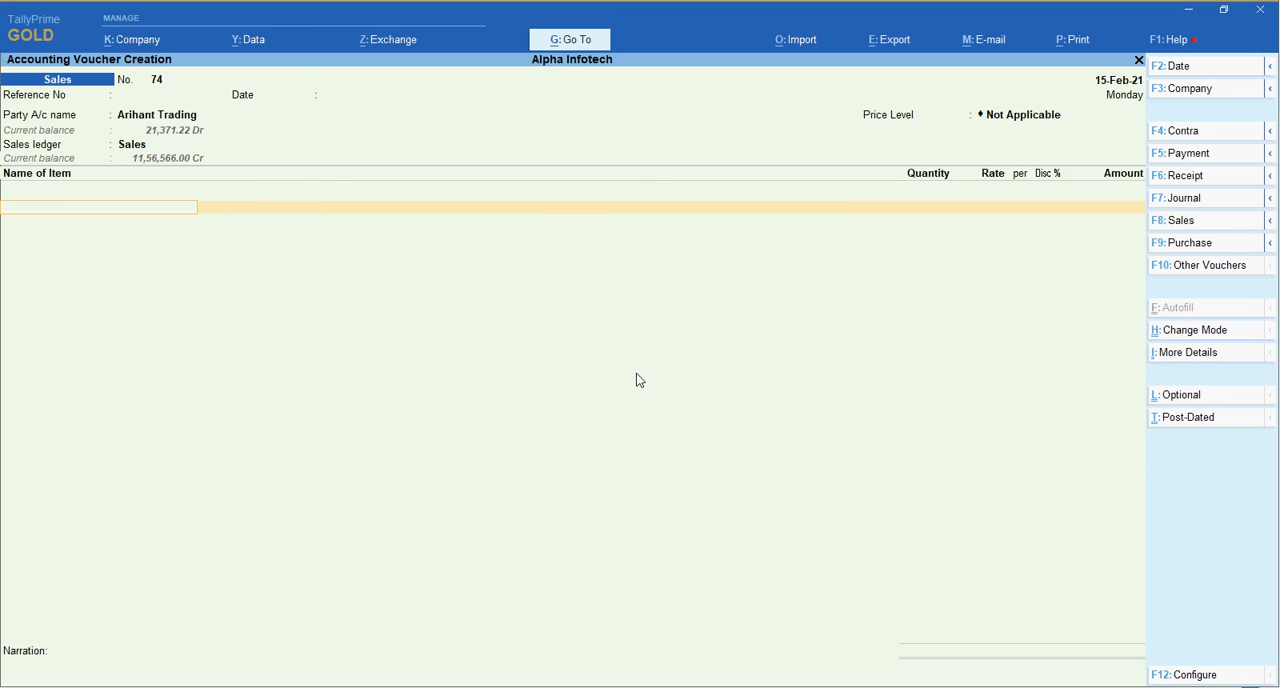 TallyPrime
GOLD
MANAGE
K: Company Y: Data Z: Exchange G: Go To O: Import E: Export M: E-mail P: Print F1: Help
Accounting Voucher Creation Alpha Infotech ✕
Sales No. 74 15-Feb-21
Reference No : Date : Monday
Party A/c name : Arihant Trading Price Level : ♦ Not Applicable
Current balance : 21,371.22 Dr
Sales ledger : Sales
Current balance : 11,56,566.00 Cr
Name of Item Quantity Rate per Disc % Amount
Narration:
F2: Date ‹
F3: Company ‹
F4: Contra ‹
F5: Payment ‹
F6: Receipt ‹
F7: Journal ‹
F8: Sales ‹
F9: Purchase ‹
F10: Other Vouchers ‹
F: Autofill ‹
H: Change Mode ‹
I: More Details ‹
L: Optional ‹
T: Post-Dated ‹
F12: Configure ‹